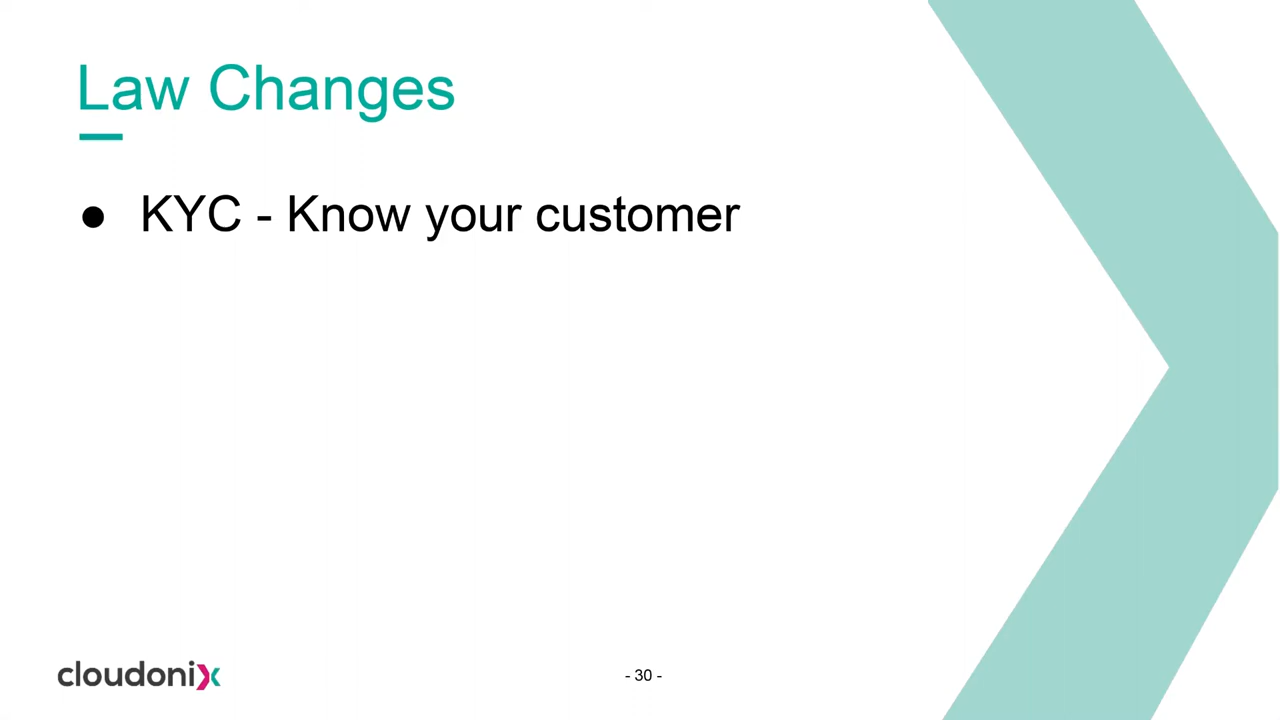 Law Changes
● KYC - Know your customer
cloudonix
- 30 -